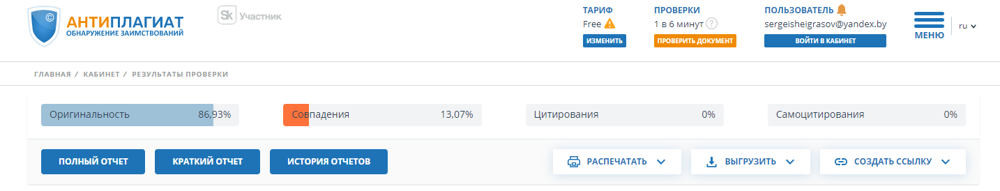 АНТИПЛАГИАТ
ОБНАРУЖЕНИЕ ЗАИМСТВОВАНИЙ
Sk Участник
ТАРИФ
Free
ИЗМЕНИТЬ
ПРОВЕРКИ
1 в 6 минут ?
ПРОВЕРИТЬ ДОКУМЕНТ
ПОЛЬЗОВАТЕЛЬ
sergeisheigrasov@yandex.by
ВОЙТИ В КАБИНЕТ
МЕНЮ
ru
ГЛАВНАЯ / КАБИНЕТ / РЕЗУЛЬТАТЫ ПРОВЕРКИ
Оригинальность 86,93%
Совпадения 13,07%
Цитирования 0%
Самоцитирования 0%
ПОЛНЫЙ ОТЧЕТ
КРАТКИЙ ОТЧЕТ
ИСТОРИЯ ОТЧЕТОВ
РАСПЕЧАТАТЬ
ВЫГРУЗИТЬ
СОЗДАТЬ ССЫЛКУ